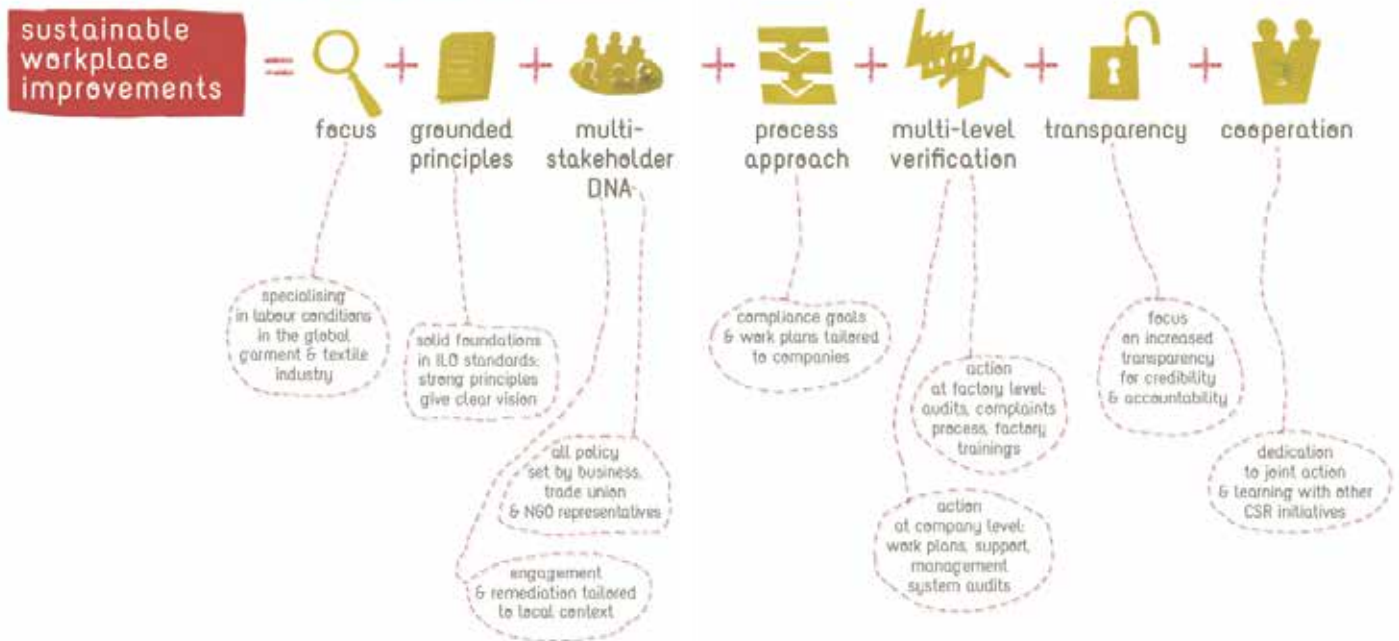 sustainable
workplace
improvements
=
+
+
+
+
+
+
focus
grounded
principles
multi-
stakeholder
DNA
process
approach
multi-level
verification
transparency
cooperation
specialising
in labour conditions
in the global
garment & textile
industry
solid foundations
in ILO standards;
strong principles
give clear vision
all policy
set by business,
trade union
& NGO representatives
engagement
& remediation tailored
to local context
compliance goals
& work plans tailored
to companies
action
at factory level:
audits, complaints
process, factory
trainings
action
at company level:
work plans, support,
management
system audits
focus
on increased
transparency
for credibility
& accountability
dedication
to joint action
& learning with other
CSR initiatives